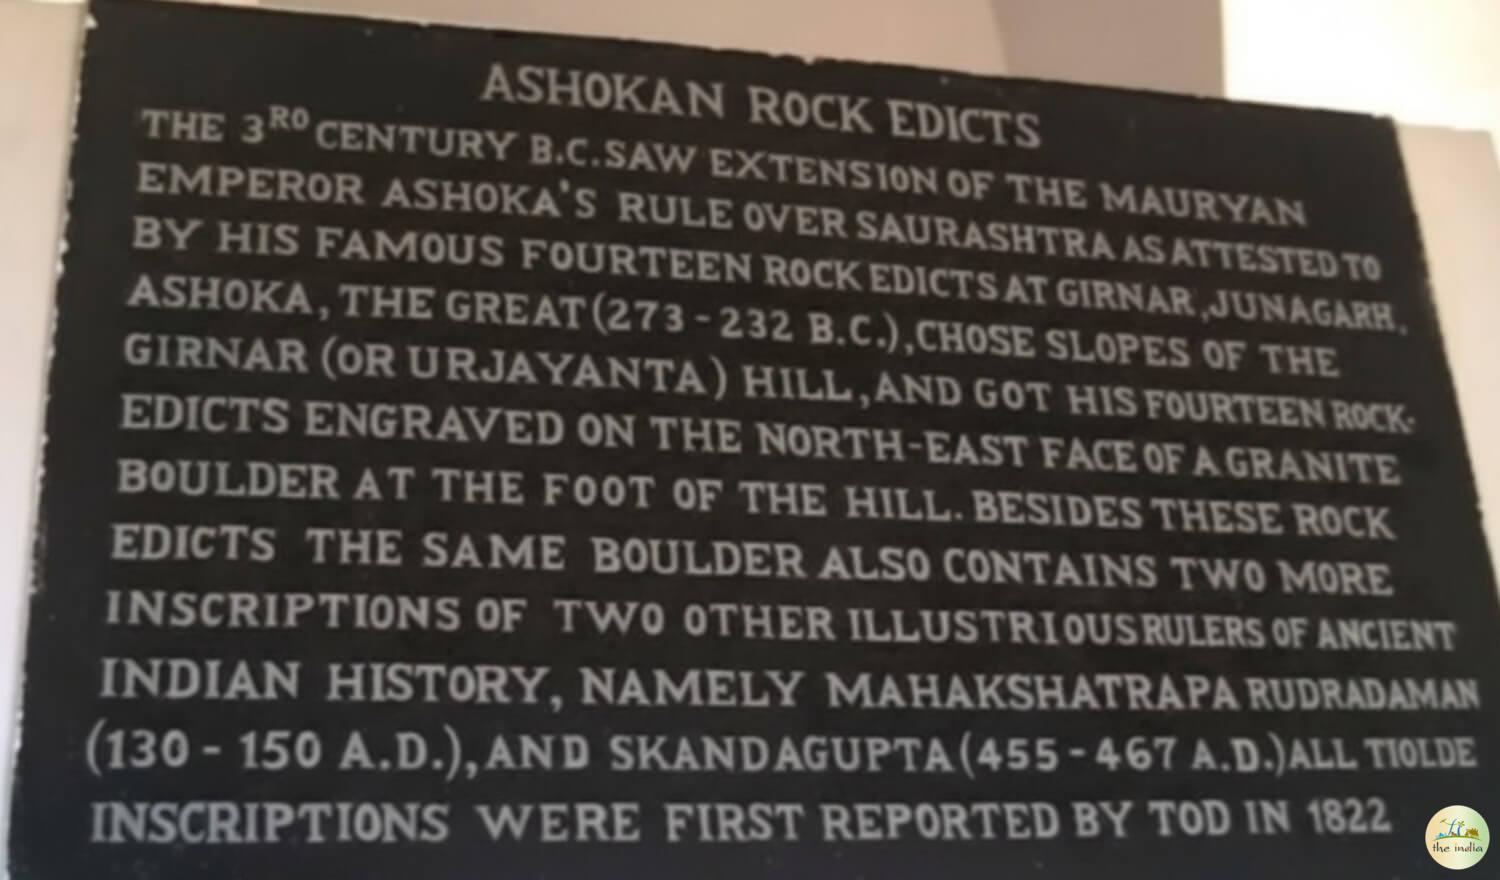 ASHOKAN ROCK EDICTS
THE 3RD CENTURY B.C. SAW EXTENSION OF THE MAURYAN
EMPEROR ASHOKA'S RULE OVER SAURASHTRA AS ATTESTED TO
BY HIS FAMOUS FOURTEEN ROCK EDICTS AT GIRNAR, JUNAGARH.
ASHOKA, THE GREAT (273 - 232 B.C.), CHOSE SLOPES OF THE
GIRNAR (OR URJAYANTA) HILL, AND GOT HIS FOURTEEN ROCK-
EDICTS ENGRAVED ON THE NORTH-EAST FACE OF A GRANITE
BOULDER AT THE FOOT OF THE HILL. BESIDES THESE ROCK
EDICTS THE SAME BOULDER ALSO CONTAINS TWO MORE
INSCRIPTIONS OF TWO OTHER ILLUSTRIOUS RULERS OF ANCIENT
INDIAN HISTORY, NAMELY MAHAKSHATRAPA RUDRADAMAN
(130 - 150 A.D.), AND SKANDAGUPTA (455 - 467 A.D.) ALL TIOLDE
INSCRIPTIONS WERE FIRST REPORTED BY TOD IN 1822
the india